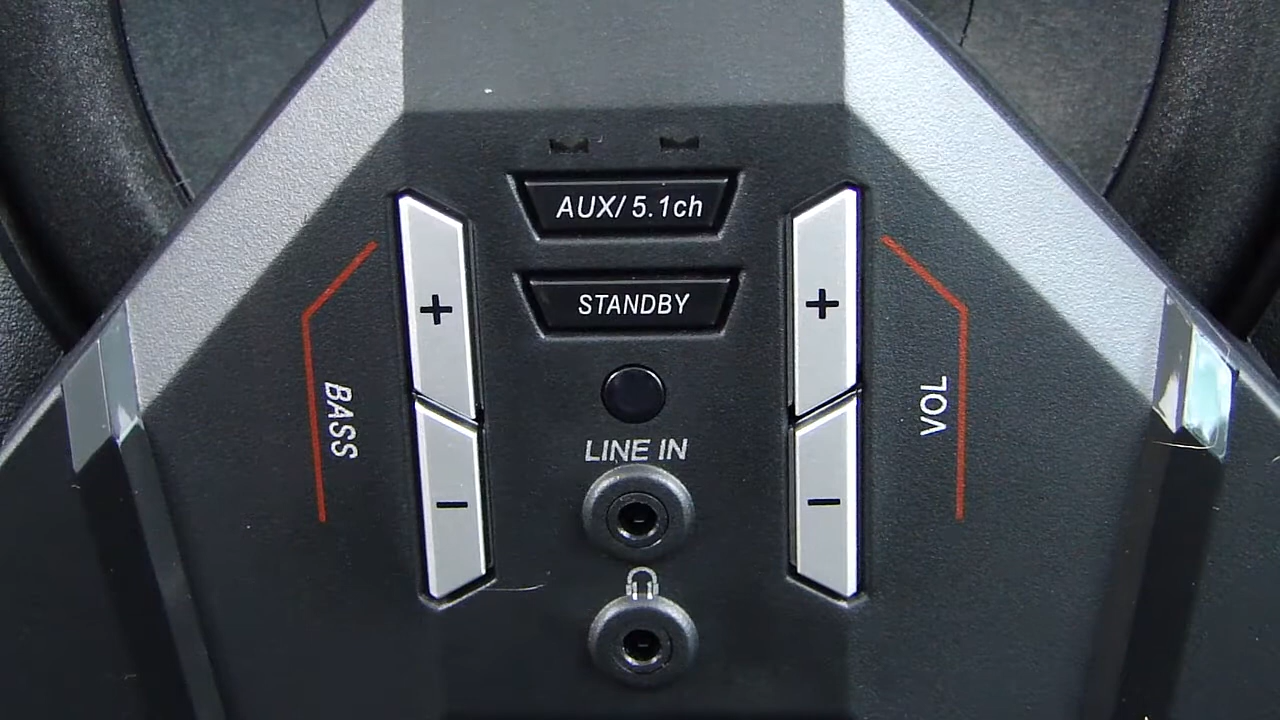 AUX/ 5.1ch
STANDBY
+
+
BASS
VOL
LINE IN
-
-